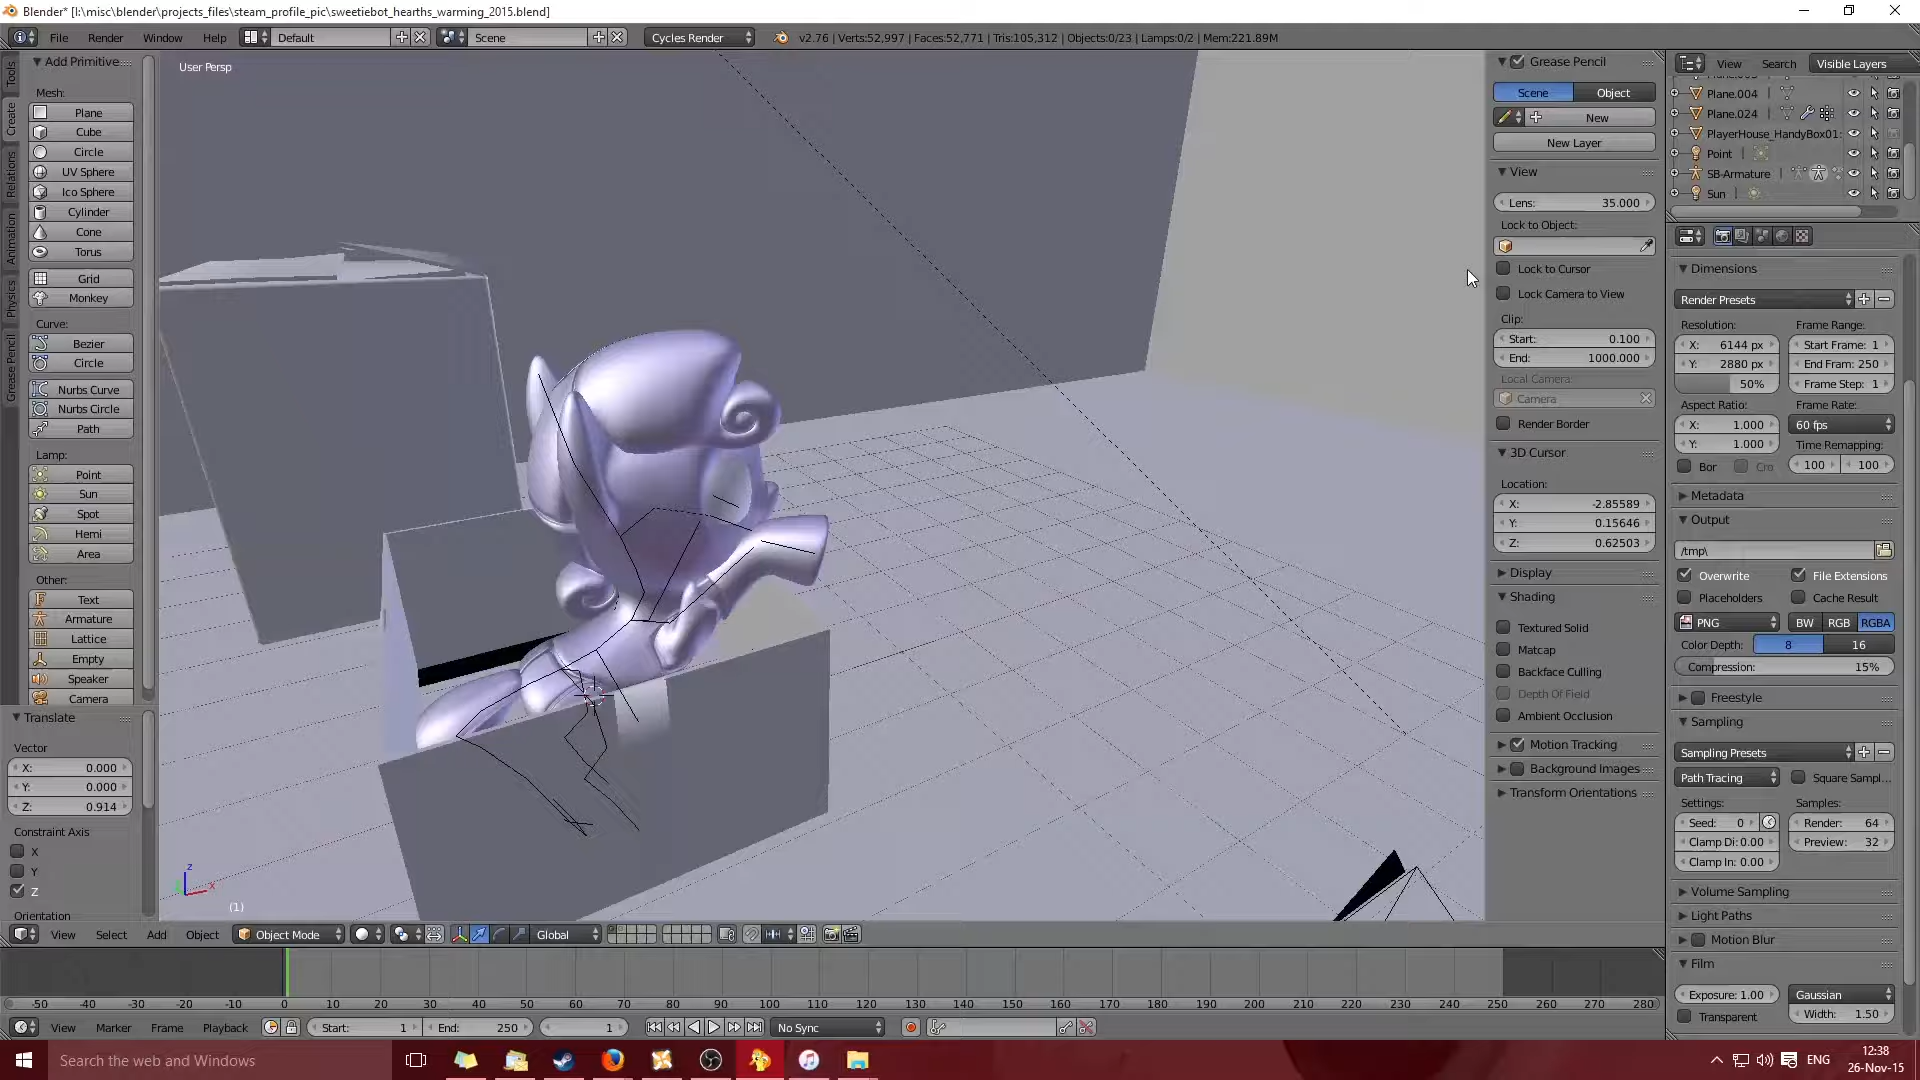 Blender* [I:\misc\blender\projects_files\steam_profile_pic\sweetiebot_hearths_warming_2015.blend]
File Render Window Help Default Scene Cycles Render v2.76 | Verts:52,997 | Faces:52,771 | Tris:105,312 | Objects:0/23 | Lamps:0/2 | Mem:221.89M
Tools
Create
Relations
Animation
Physics
Grease Pencil
Add Primitive
Mesh:
Plane
Cube
Circle
UV Sphere
Ico Sphere
Cylinder
Cone
Torus
Grid
Monkey
Curve:
Bezier
Circle
Nurbs Curve
Nurbs Circle
Path
Lamp:
Point
Sun
Spot
Hemi
Area
Other:
Text
Armature
Lattice
Empty
Speaker
Camera
Translate
Vector
X: 0.000
Y: 0.000
Z: 0.914
Constraint Axis
X
Y
Z
Orientation
User Persp
z
x
(1)
Grease Pencil
Scene Object
New
New Layer
View
Lens: 35.000
Lock to Object:
Lock to Cursor
Lock Camera to View
Clip:
Start: 0.100
End: 1000.000
Local Camera:
Camera
Render Border
3D Cursor
Location:
X: -2.85589
Y: 0.15646
Z: 0.62503
Display
Shading
Textured Solid
Matcap
Backface Culling
Depth Of Field
Ambient Occlusion
Motion Tracking
Background Images
Transform Orientations
View Search Visible Layers
Plane.004
Plane.024
PlayerHouse_HandyBox01:
Point
SB-Armature
Sun
Dimensions
Render Presets
Resolution: Frame Range:
X: 6144 px Start Frame: 1
Y: 2880 px End Fram: 250
50% Frame Step: 1
Aspect Ratio: Frame Rate:
X: 1.000 60 fps
Y: 1.000 Time Remapping:
Bor Cro 100 100
Metadata
Output
/tmp\
Overwrite File Extensions
Placeholders Cache Result
PNG BW RGB RGBA
Color Depth: 8 16
Compression: 15%
Freestyle
Sampling
Sampling Presets
Path Tracing Square Sampl...
Settings: Samples:
Seed: 0 Render: 64
Clamp Di: 0.00 Preview: 32
Clamp In: 0.00
Volume Sampling
Light Paths
Motion Blur
Film
Exposure: 1.00 Gaussian
Transparent Width: 1.50
View Select Add Object Object Mode Global
-50 -40 -30 -20 -10 0 10 20 30 40 50 60 70 80 90 100 110 120 130 140 150 160 170 180 190 200 210 220 230 240 250 260 270 280
View Marker Frame Playback Start: 1 End: 250 1 No Sync
Search the web and Windows ENG 12:38
26-Nov-15